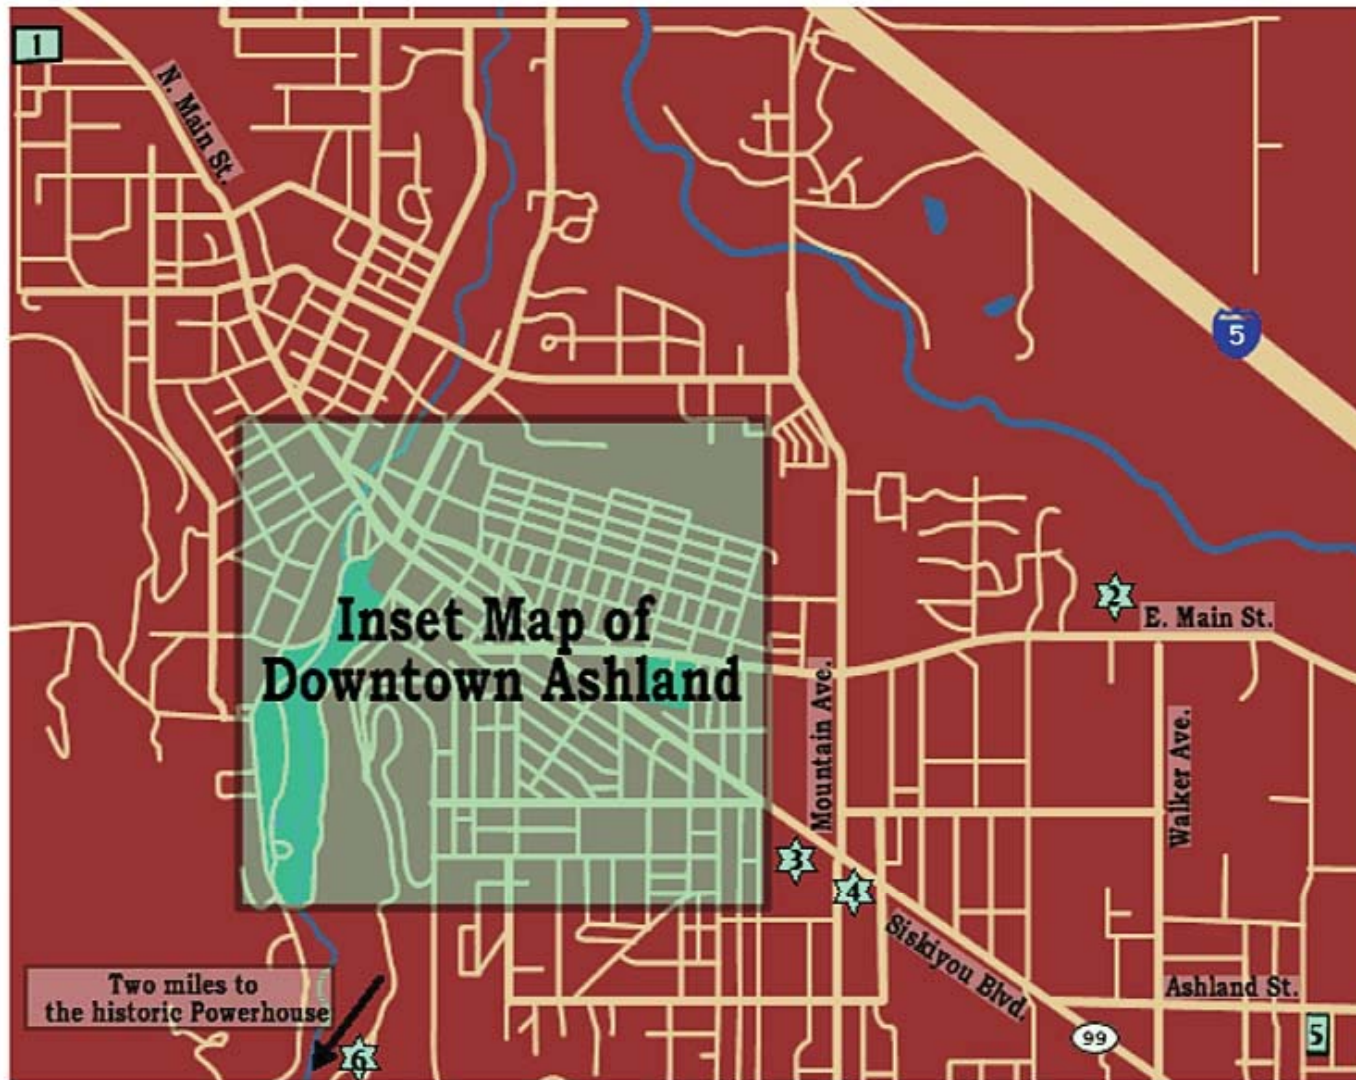 1
N. Main St.
5
2
E. Main St.
Inset Map of
Downtown Ashland
Mountain Ave.
Walker Ave.
3
4
Siskiyou Blvd.
Two miles to
the historic Powerhouse
Ashland St.
5
99
6